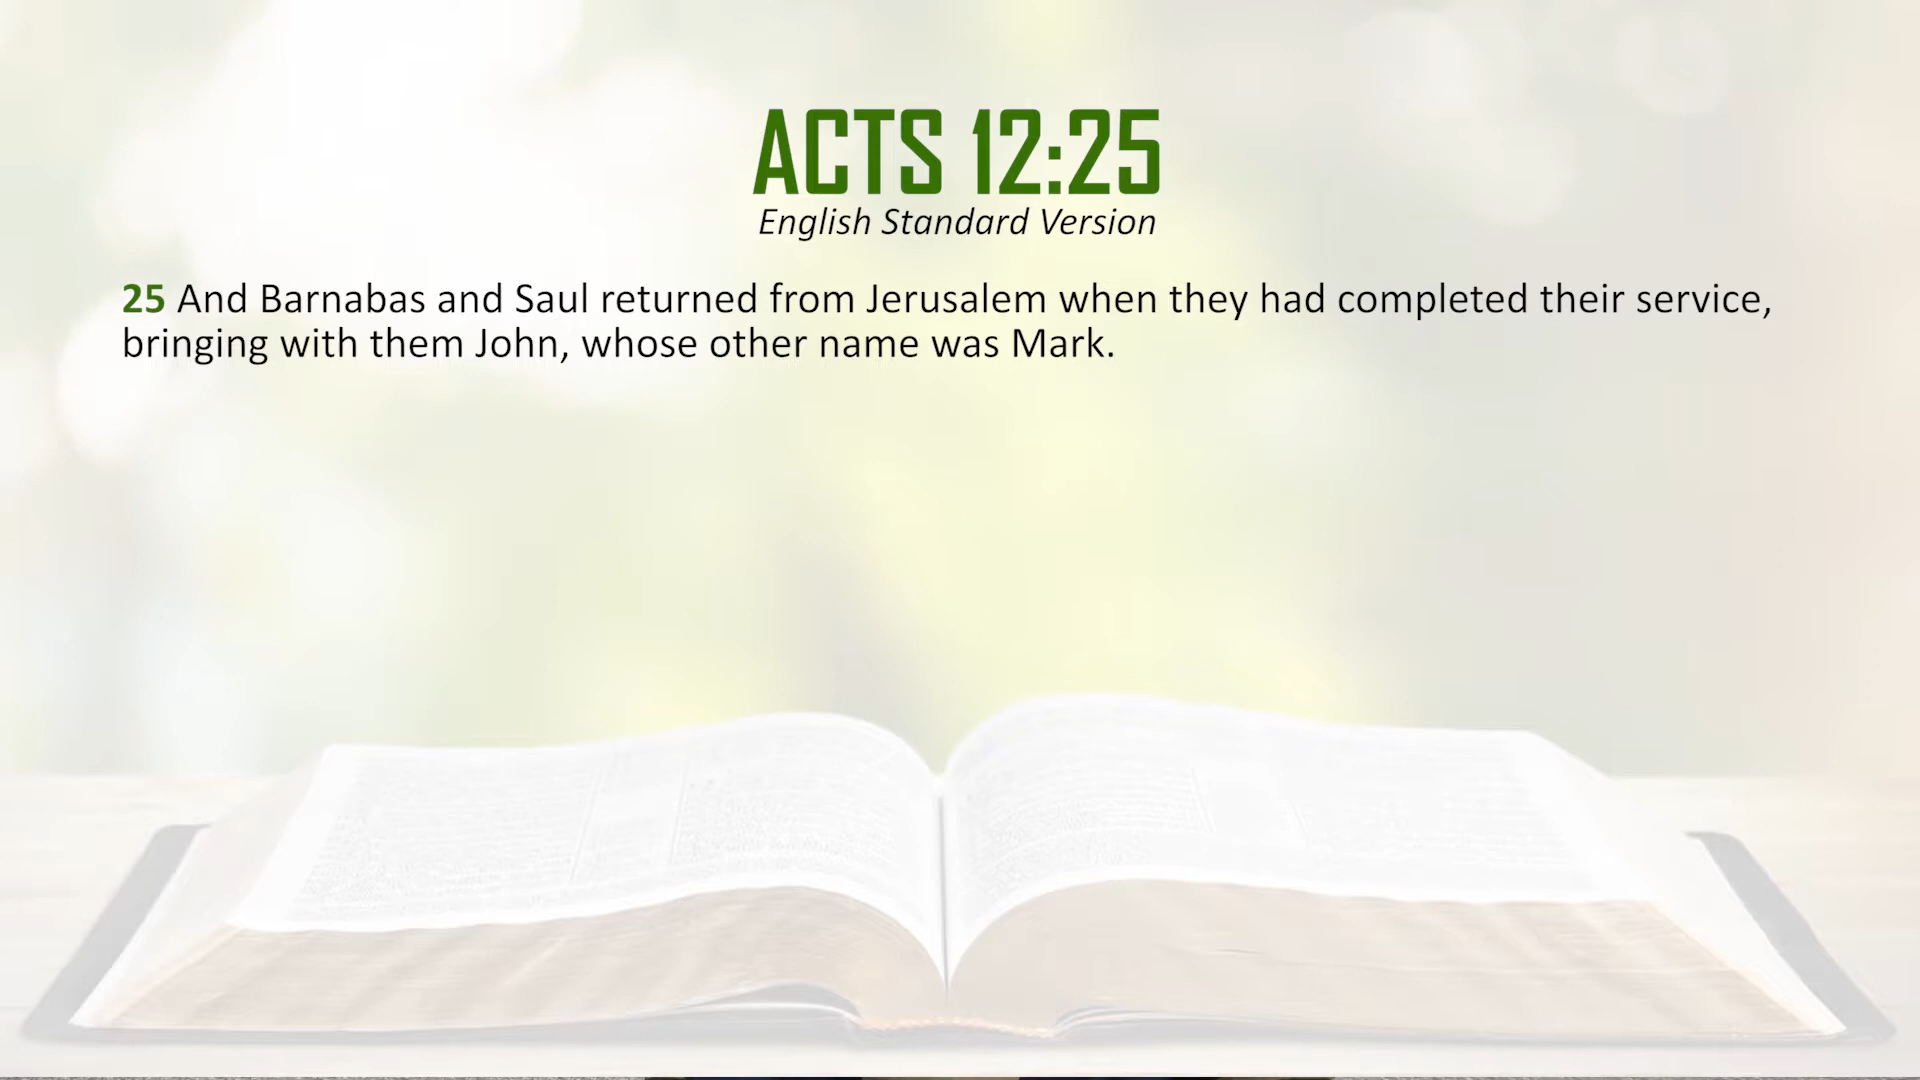 ACTS 12:25
English Standard Version
25 And Barnabas and Saul returned from Jerusalem when they had completed their service,
bringing with them John, whose other name was Mark.